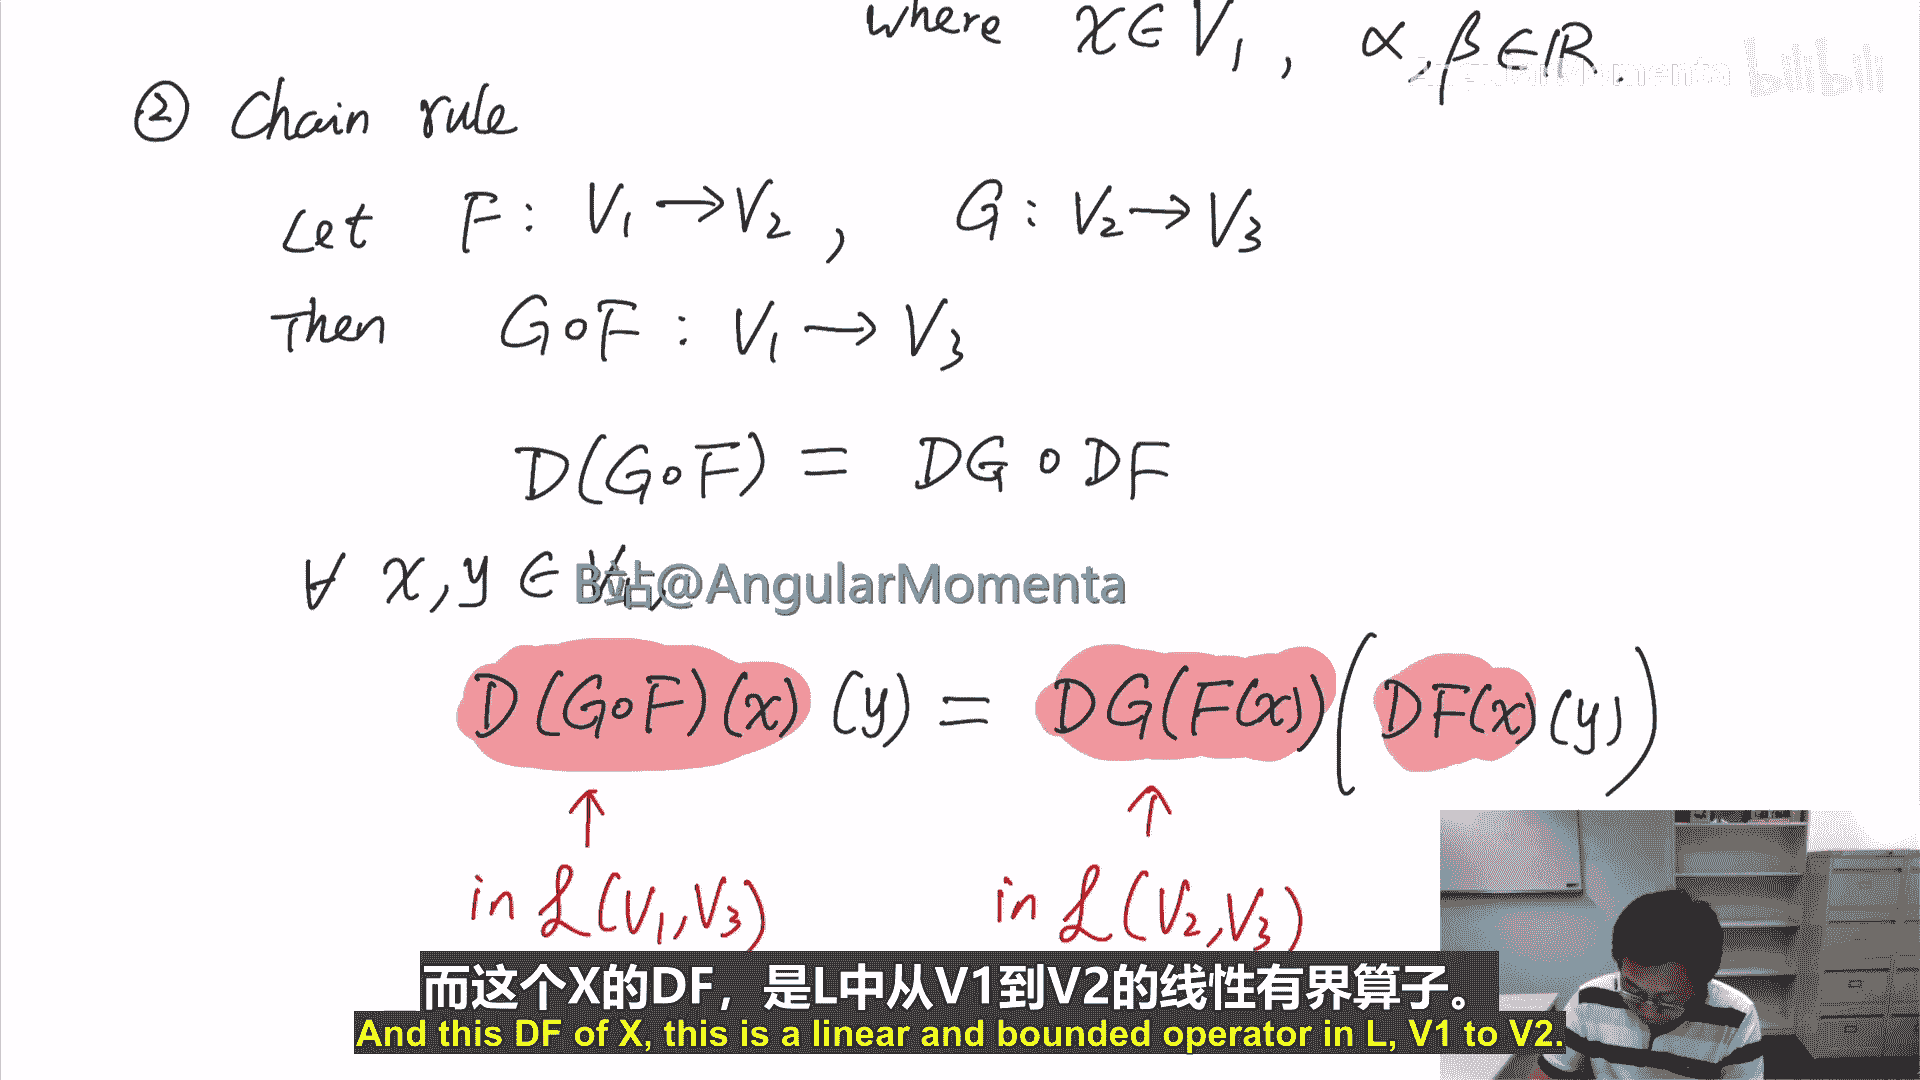 where x ∈ V₁, α, β ∈ ℝ.
AngularMomenta bilibili
② Chain rule
Let F: V₁ → V₂, G: V₂ → V₃
Then G∘F: V₁ → V₃
D(G∘F) = DG ∘ DF
∀ x, y ∈ V₁,
B站@AngularMomenta
D(G∘F)(x)(y) = DG(F(x))(DF(x)(y))
↑ ↑
in ℒ(V₁,V₃) in ℒ(V₂,V₃)
而这个X的DF，是L中从V1到V2的线性有界算子。
And this DF of X, this is a linear and bounded operator in L, V1 to V2.